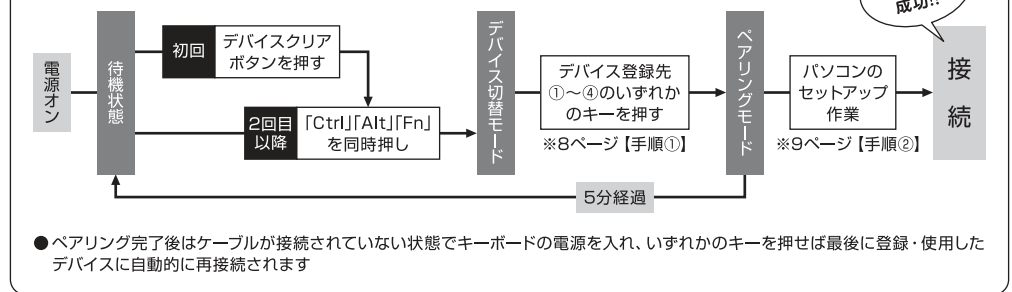 成功!!
電源オン
待機状態
初回
デバイスクリア
ボタンを押す
2回目
以降
「Ctrl」「Alt」「Fn」
を同時押し
デバイス切替モード
デバイス登録先
①〜④のいずれか
のキーを押す
※8ページ【手順①】
ペアリングモード
パソコンの
セットアップ
作業
※9ページ【手順②】
接続
5分経過
●ペアリング完了後はケーブルが接続されていない状態でキーボードの電源を入れ、いずれかのキーを押せば最後に登録・使用した
デバイスに自動的に再接続されます